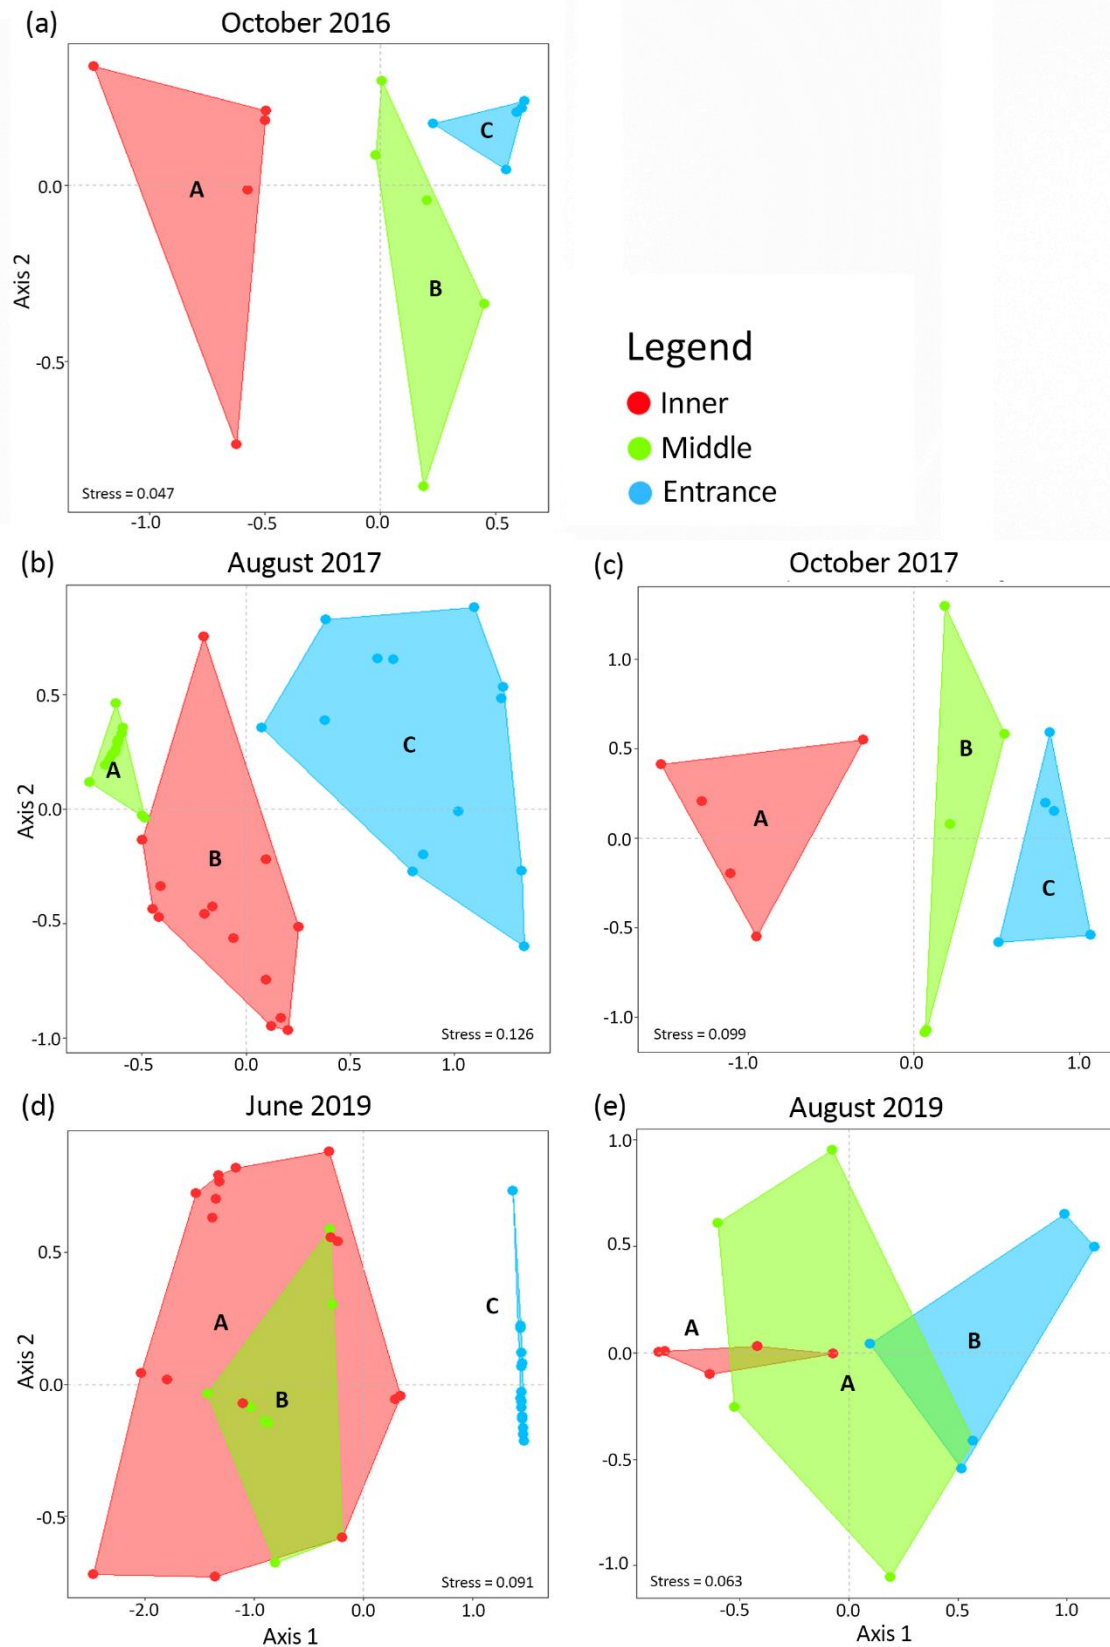 (a)
October 2016
A
B
C
0.0
-0.5
Axis 2
Stress = 0.047
-1.0 -0.5 0.0 0.5
Legend
Inner
Middle
Entrance
(b)
August 2017
A
B
C
0.5
0.0
-0.5
-1.0
Axis 2
Stress = 0.126
-0.5 0.0 0.5 1.0
(c)
October 2017
A
B
C
1.0
0.5
0.0
-0.5
-1.0
Stress = 0.099
-1.0 0.0 1.0
(d)
June 2019
A
B
C
0.5
0.0
-0.5
Axis 2
Stress = 0.091
-2.0 -1.0 0.0 1.0
Axis 1
(e)
August 2019
A
A
B
1.0
0.5
0.0
-0.5
-1.0
Stress = 0.063
-0.5 0.0 0.5 1.0
Axis 1